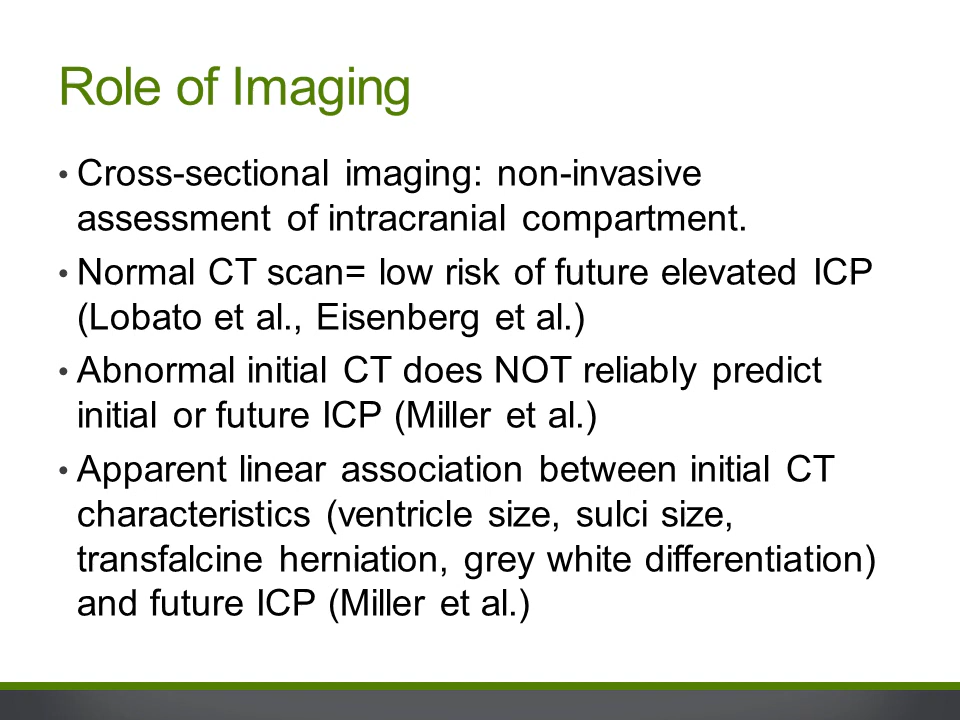 Role of Imaging
• Cross-sectional imaging: non-invasive
assessment of intracranial compartment.
• Normal CT scan= low risk of future elevated ICP
(Lobato et al., Eisenberg et al.)
• Abnormal initial CT does NOT reliably predict
initial or future ICP (Miller et al.)
• Apparent linear association between initial CT
characteristics (ventricle size, sulci size,
transfalcine herniation, grey white differentiation)
and future ICP (Miller et al.)